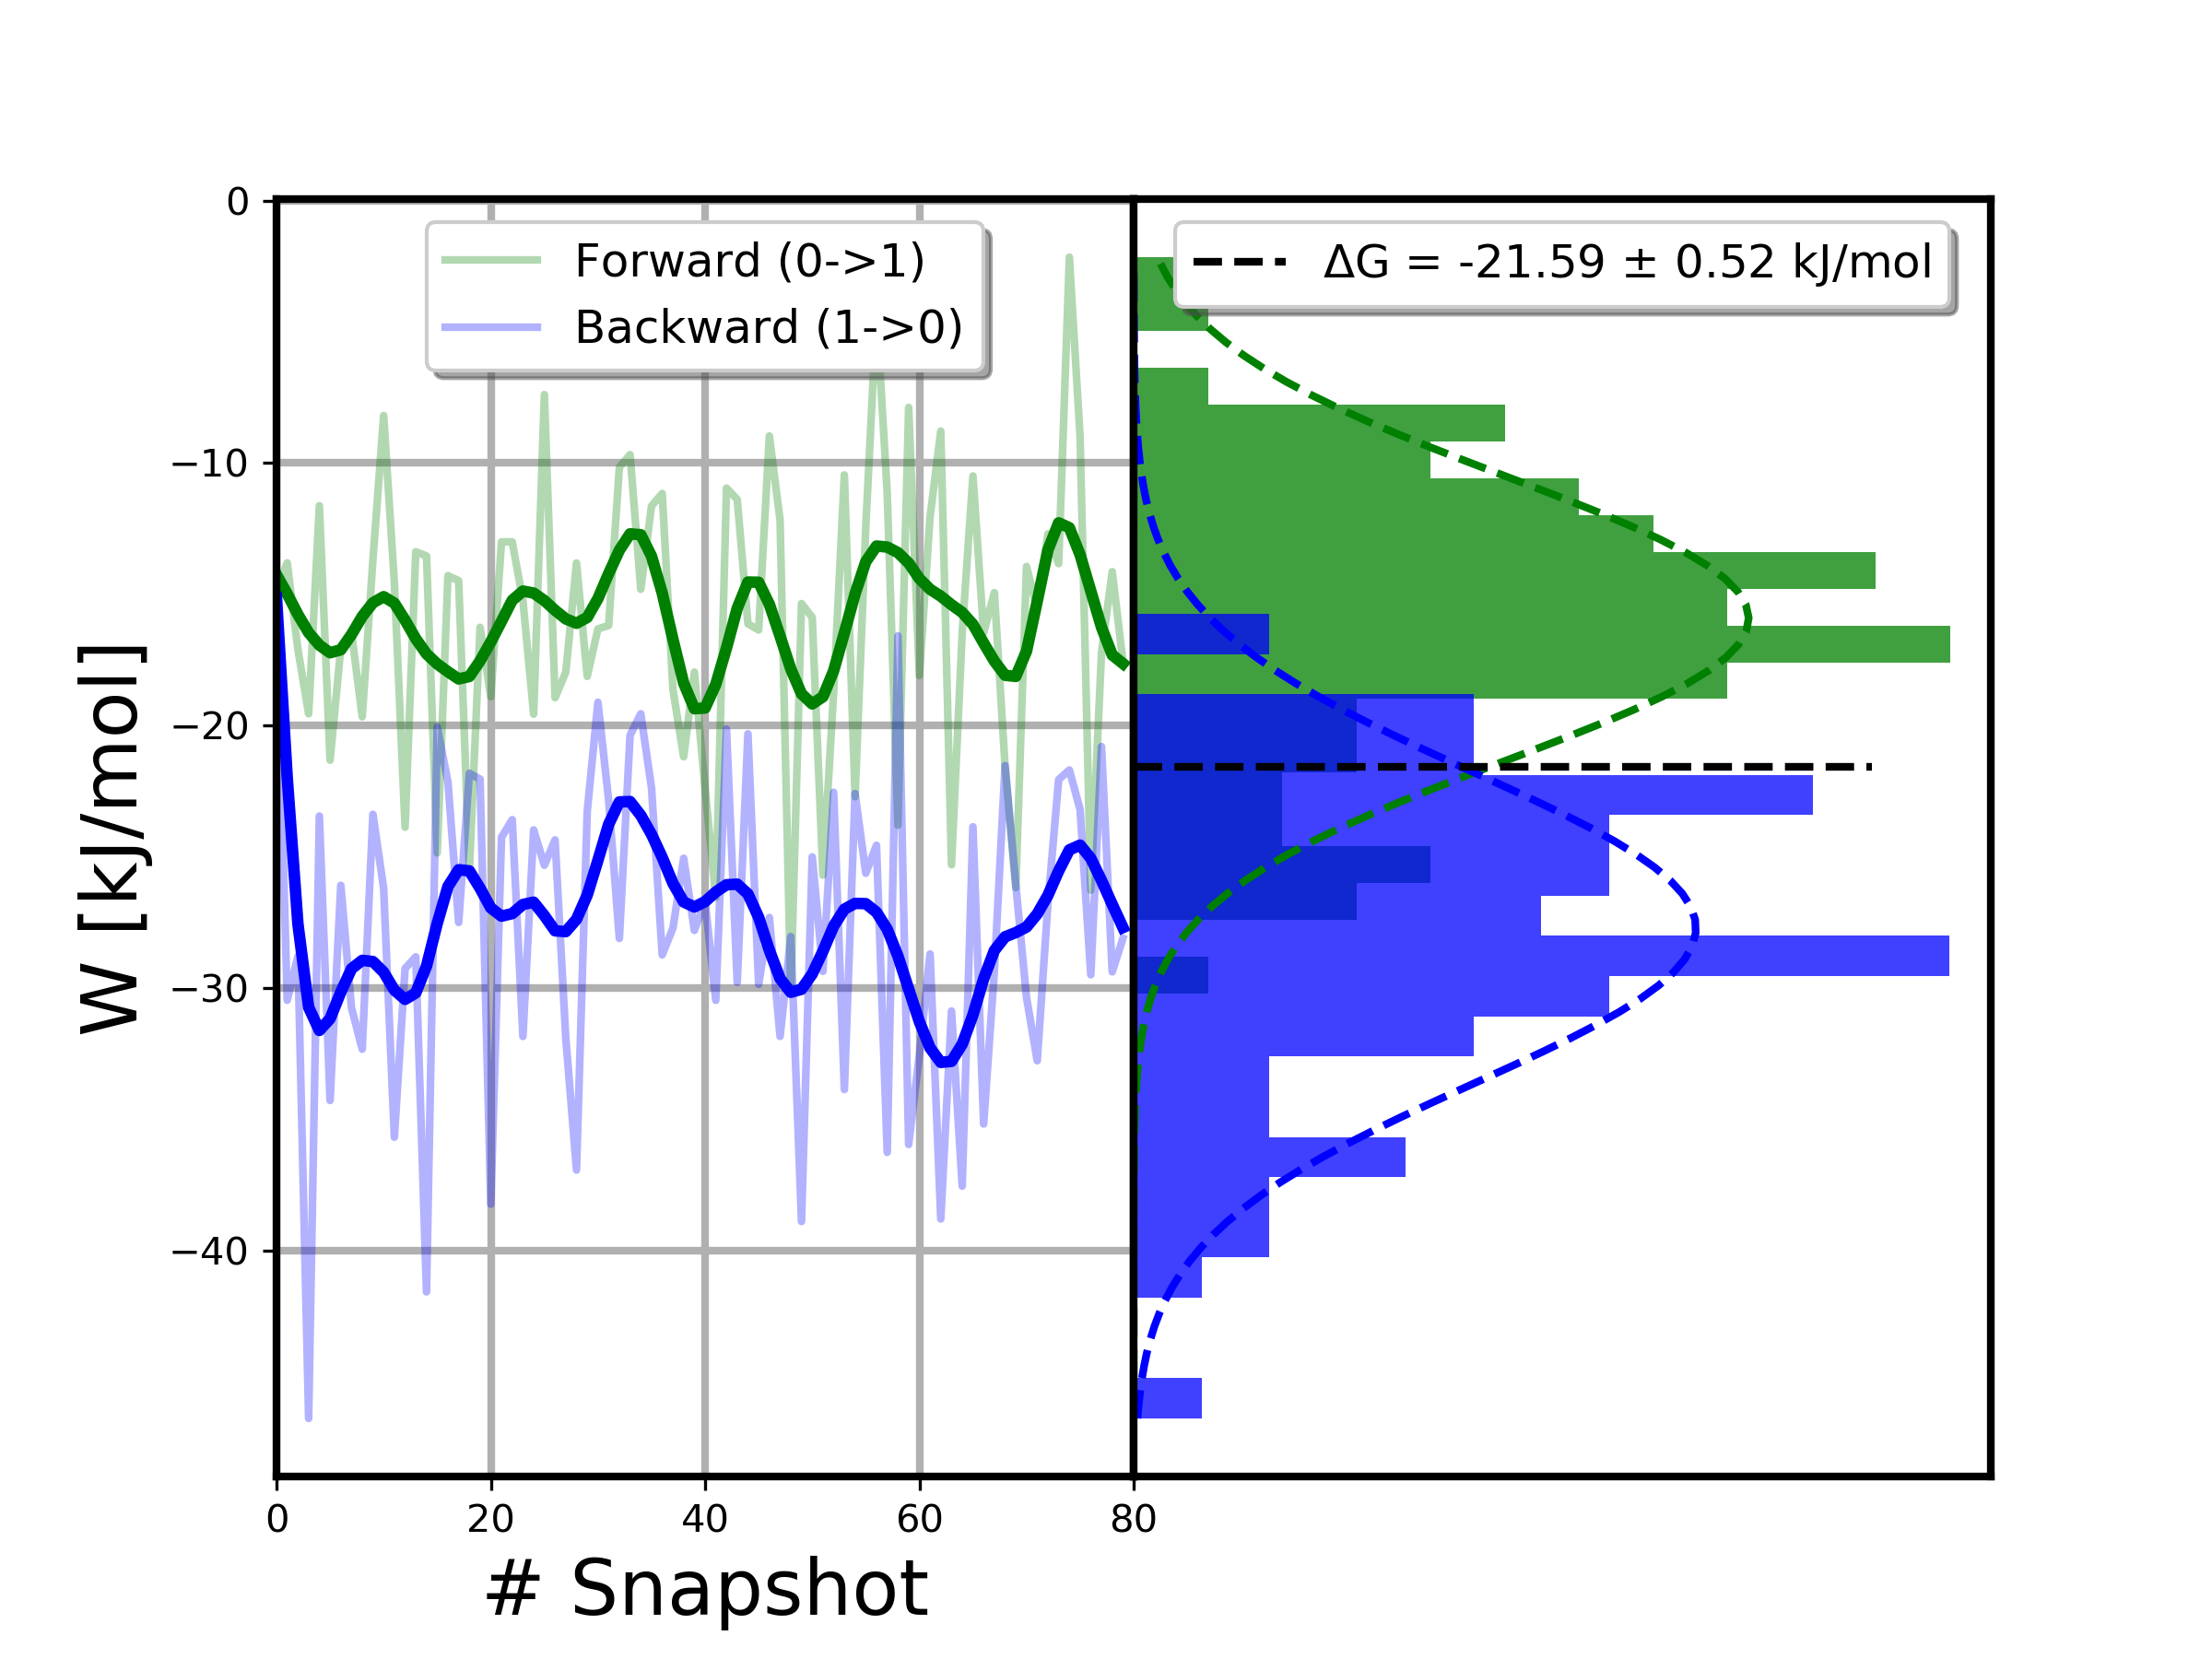 0
−10
−20
−30
−40
W [kJ/mol]
Forward (0->1)
Backward (1->0)
ΔG = -21.59 ± 0.52 kJ/mol
0 20 40 60 80
# Snapshot